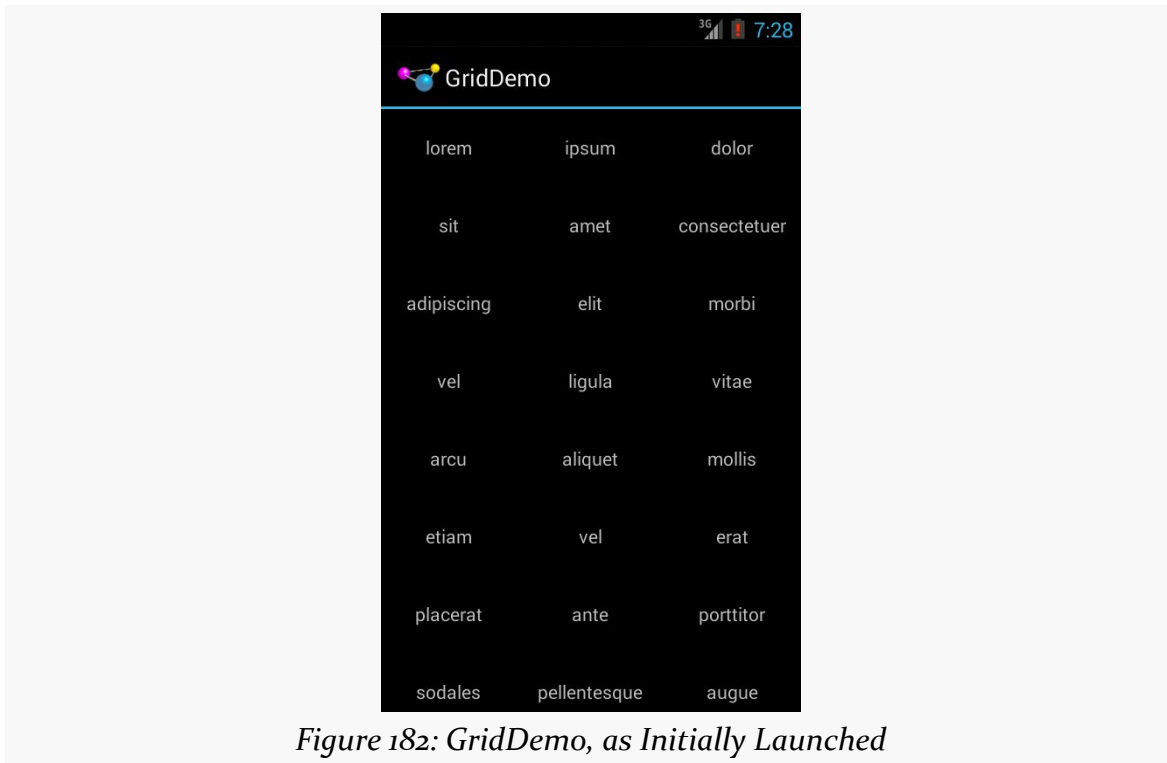 3G 7:28
GridDemo
lorem ipsum dolor
sit amet consectetuer
adipiscing elit morbi
vel ligula vitae
arcu aliquet mollis
etiam vel erat
placerat ante porttitor
sodales pellentesque augue
Figure 182: GridDemo, as Initially Launched